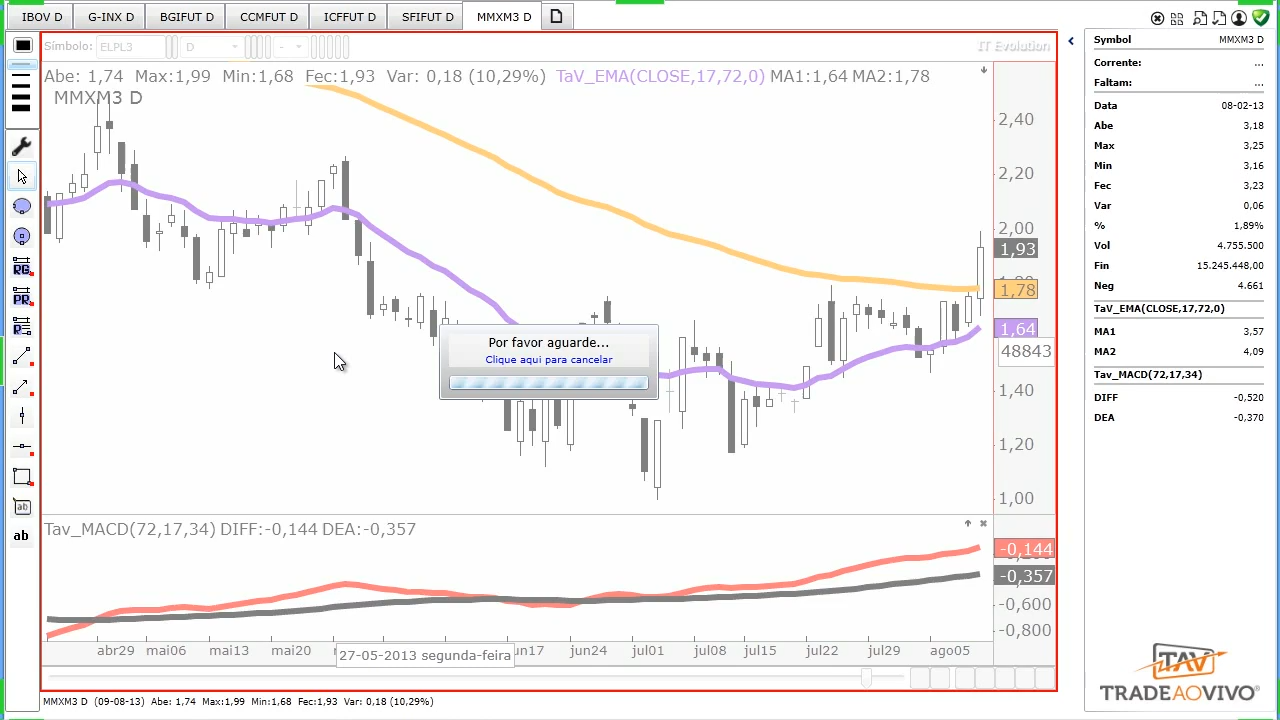 IBOV D G-INX D BGIFUT D CCMFUT D ICFFUT D SFIFUT D MMXM3 D
Símbolo: ELPL3 D -
IT Evolution
Abe: 1,74 Max:1,99 Min:1,68 Fec:1,93 Var: 0,18 (10,29%) TaV_EMA(CLOSE,17,72,0) MA1:1,64 MA2:1,78
MMXM3 D
2,40
2,20
2,00
1,93
1,78
1,64
48843
1,40
1,20
1,00
Por favor aguarde...
Clique aqui para cancelar
RG
PR
R
ab
ab
Tav_MACD(72,17,34) DIFF:-0,144 DEA:-0,357
-0,144
-0,357
-0,600
-0,800
abr29 mai06 mai13 mai20 jun17 jun24 jul01 jul08 jul15 jul22 jul29 ago05
27-05-2013 segunda-feira
MMXM3 D (09-08-13) Abe: 1,74 Max:1,99 Min:1,68 Fec:1,93 Var: 0,18 (10,29%)
Symbol MMXM3 D
Corrente: ...
Faltam: ...
Data 08-02-13
Abe 3,18
Max 3,25
Min 3,16
Fec 3,23
Var 0,06
% 1,89%
Vol 4.755.500
Fin 15.245.448,00
Neg 4.661
TaV_EMA(CLOSE,17,72,0)
MA1 3,57
MA2 4,09
Tav_MACD(72,17,34)
DIFF -0,520
DEA -0,370
TAV
TRADEAOVIVO®